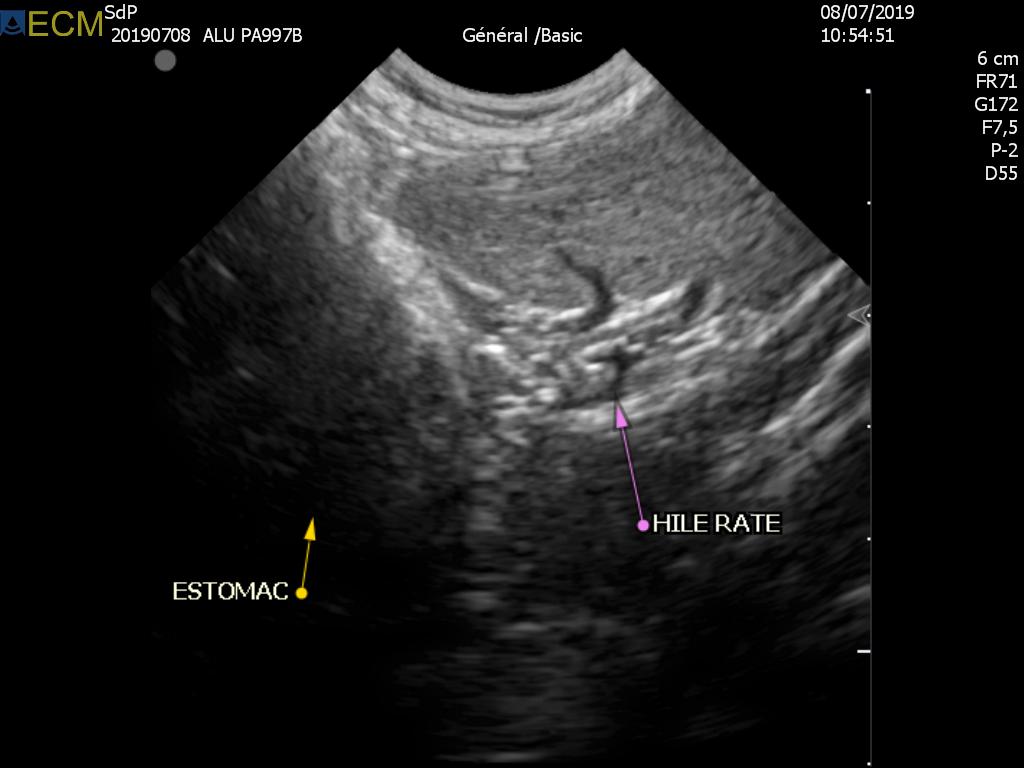 ECM
SdP
20190708 ALU PA997B
Général /Basic
08/07/2019
10:54:51
6 cm
FR71
G172
F7,5
P-2
D55
HILE RATE
ESTOMAC